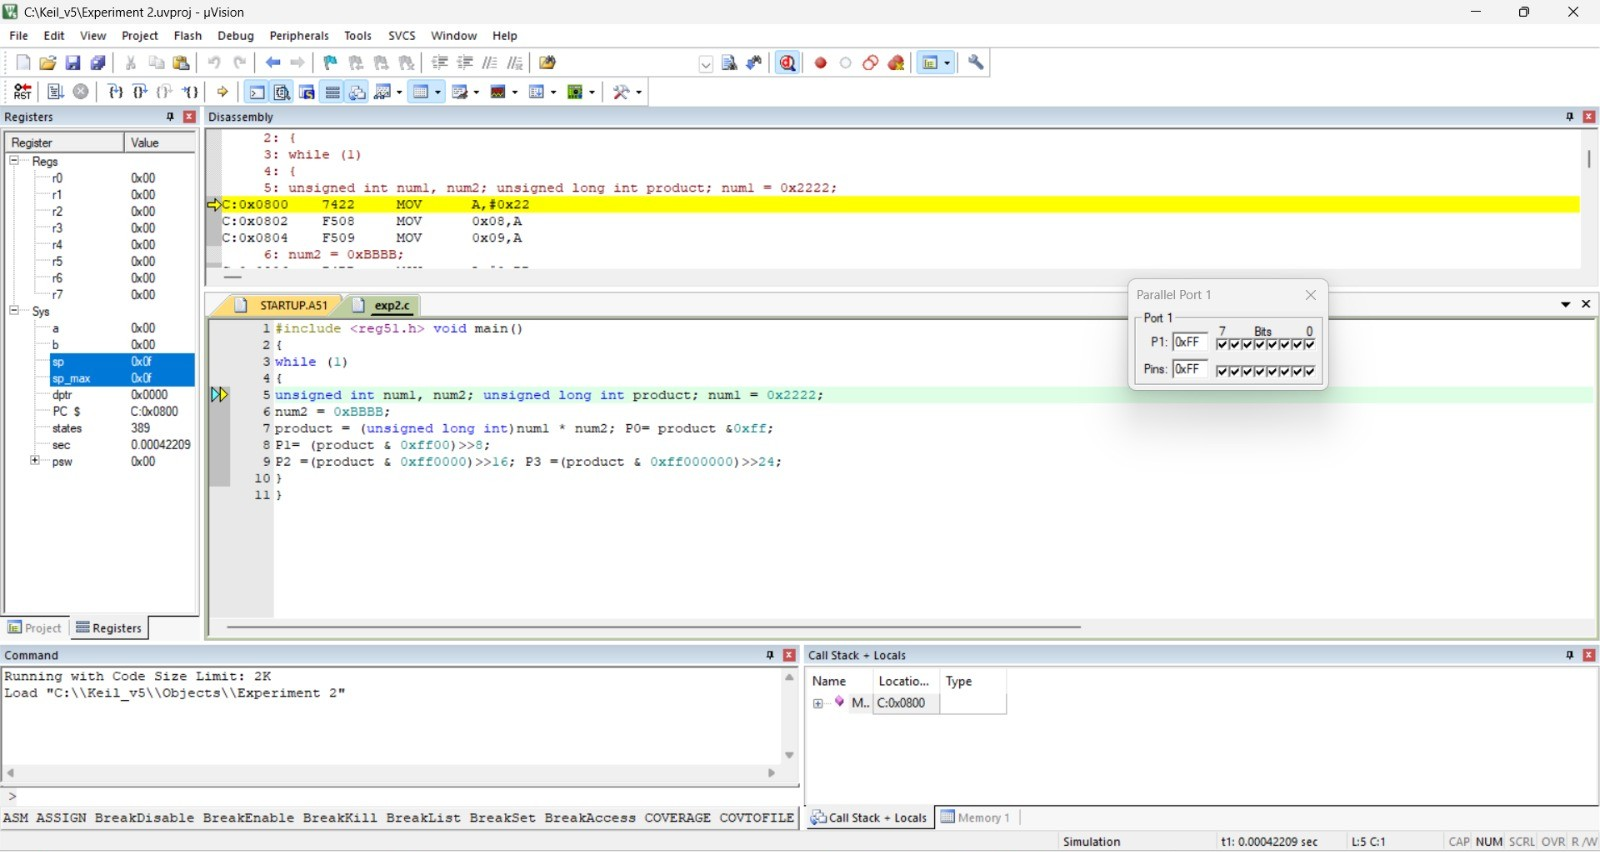 C:\Keil_v5\Experiment 2.uvproj - µVision
File Edit View Project Flash Debug Peripherals Tools SVCS Window Help
RST
Registers
Register Value
Regs
r0 0x00
r1 0x00
r2 0x00
r3 0x00
r4 0x00
r5 0x00
r6 0x00
r7 0x00
Sys
a 0x00
b 0x00
sp 0x0f
sp_max 0x0f
dptr 0x0000
PC $ C:0x0800
states 389
sec 0.00042209
psw 0x00
Project Registers
Disassembly
2: {
3: while (1)
4: {
5: unsigned int num1, num2; unsigned long int product; num1 = 0x2222;
C:0x0800 7422 MOV A,#0x22
C:0x0802 F508 MOV 0x08,A
C:0x0804 F509 MOV 0x09,A
6: num2 = 0xBBBB;
STARTUP.A51 exp2.c
1 #include <reg51.h> void main()
2 {
3 while (1)
4 {
5 unsigned int num1, num2; unsigned long int product; num1 = 0x2222;
6 num2 = 0xBBBB;
7 product = (unsigned long int)num1 * num2; P0= product &0xff;
8 P1= (product & 0xff00)>>8;
9 P2 =(product & 0xff0000)>>16; P3 =(product & 0xff000000)>>24;
10 }
11 }
Parallel Port 1
Port 1
7 Bits 0
P1: 0xFF
Pins: 0xFF
Command
Running with Code Size Limit: 2K
Load "C:\\Keil_v5\\Objects\\Experiment 2"
>
ASM ASSIGN BreakDisable BreakEnable BreakKill BreakList BreakSet BreakAccess COVERAGE COVTOFILE
Call Stack + Locals
Name Locatio... Type
M.. C:0x0800
Call Stack + Locals Memory 1
Simulation t1: 0.00042209 sec L:5 C:1 CAP NUM SCRL OVR R/W